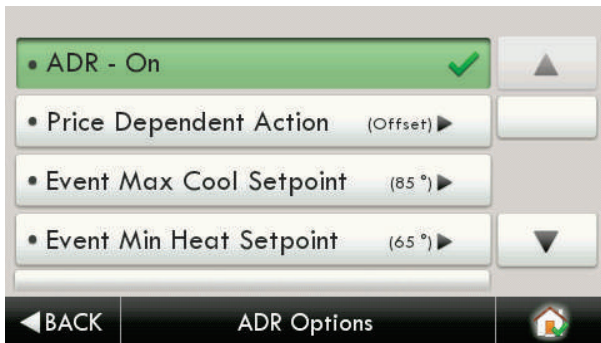 • ADR - On
• Price Dependent Action (Offset)
• Event Max Cool Setpoint (85 °)
• Event Min Heat Setpoint (65 °)
BACK ADR Options